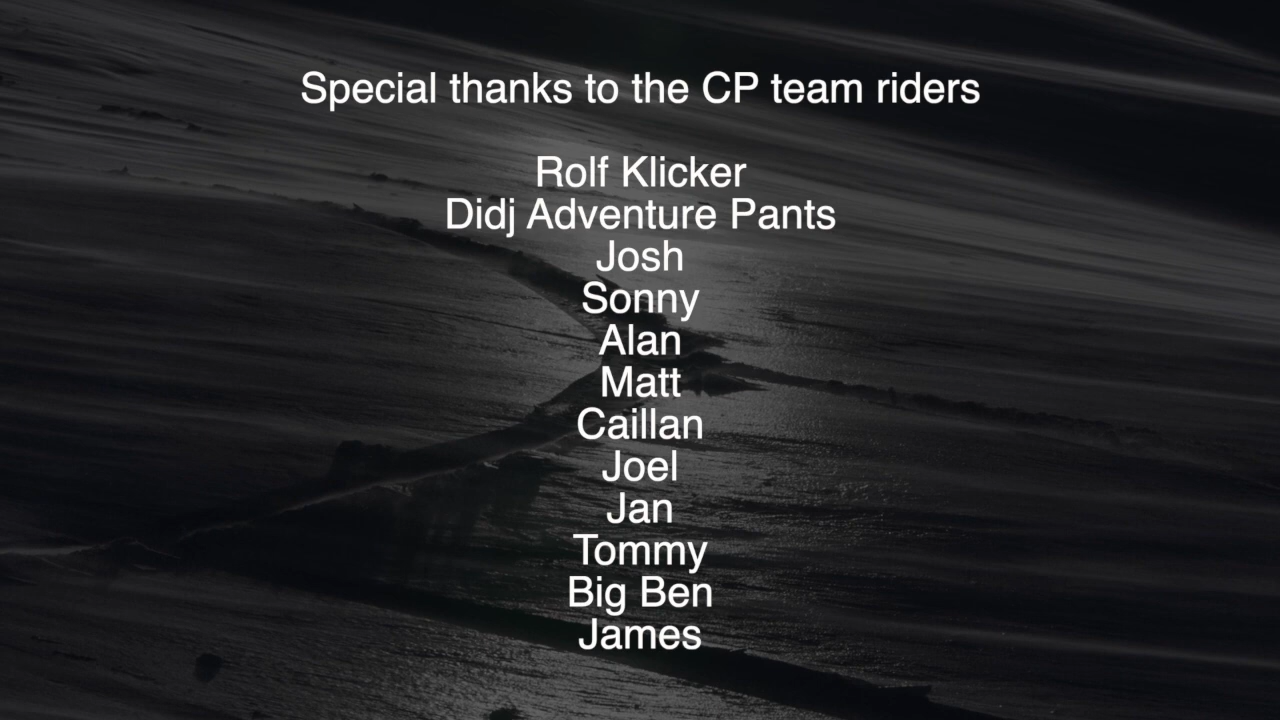 Special thanks to the CP team riders
Rolf Klicker
Didj Adventure Pants
Josh
Sonny
Alan
Matt
Caillan
Joel
Jan
Tommy
Big Ben
James